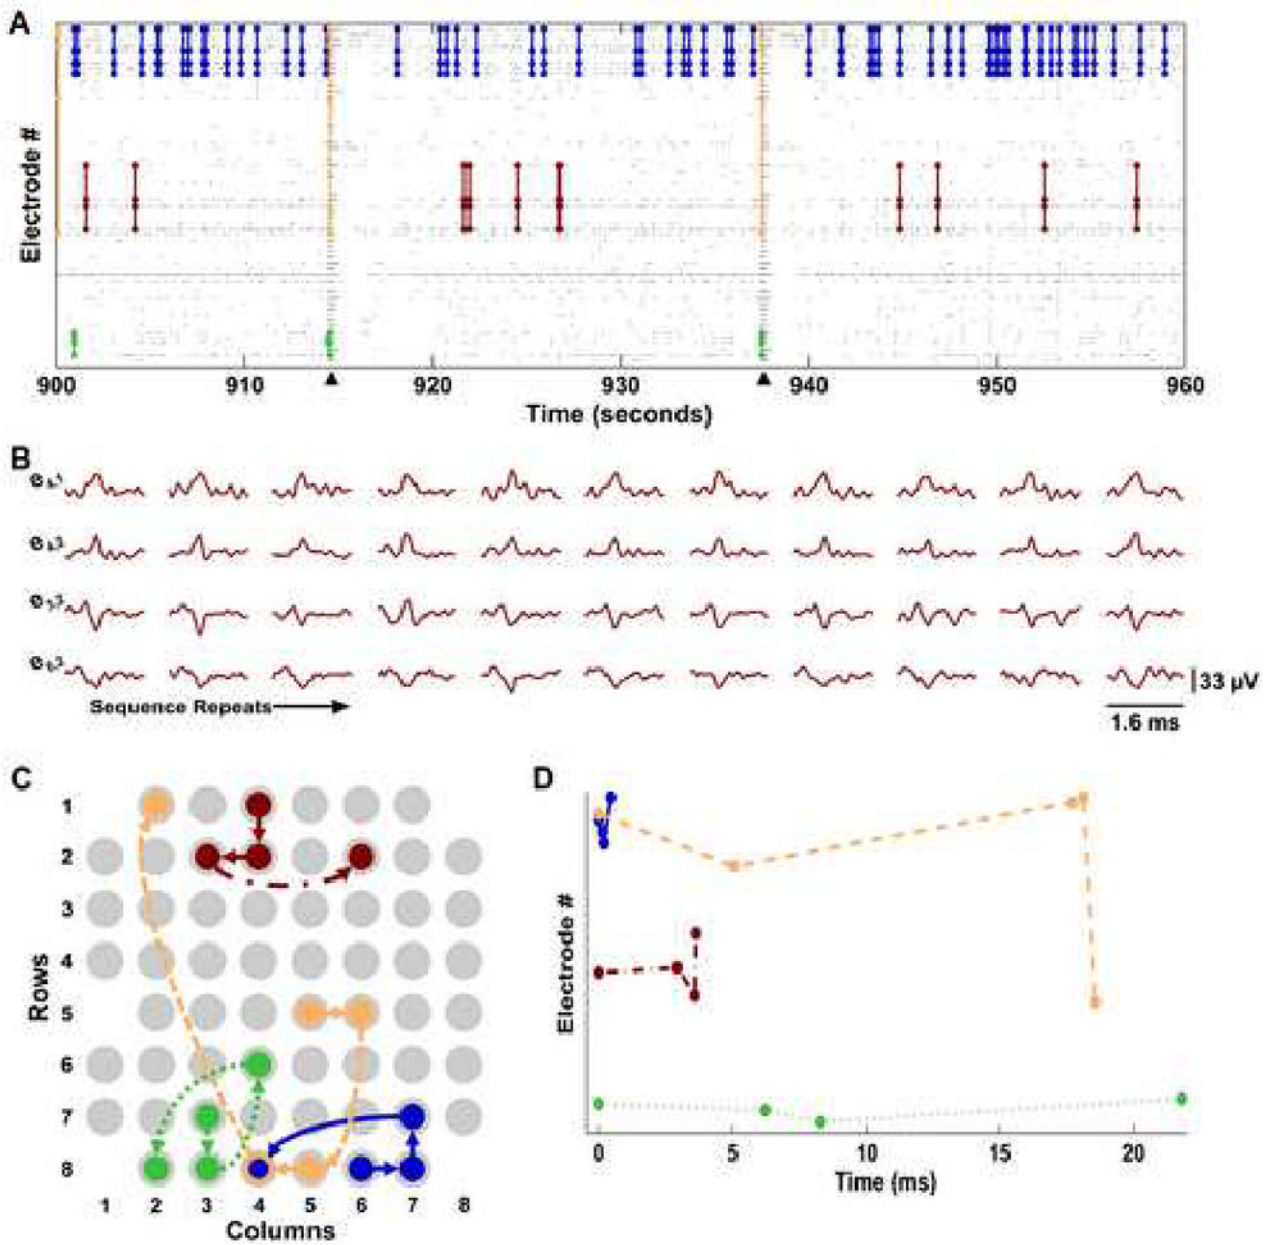 A
Electrode #
900 910 920 930 940 950 960
Time (seconds)
B
33 µV
Sequence Repeats
1.6 ms
C
D
1
2
3
4
5
6
7
8
Rows
1 2 3 4 5 6 7 8
Columns
Electrode #
0 5 10 15 20
Time (ms)